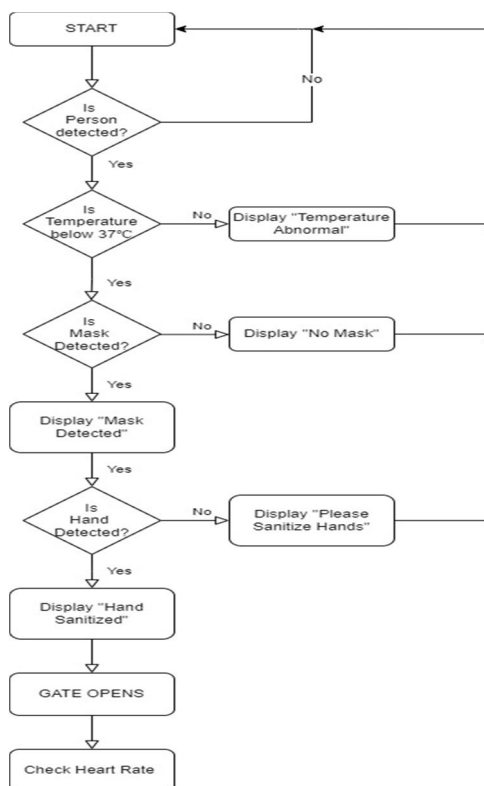 START
No
Is
Person
detected?
Yes
Is
Temperature
below 37°C
No
Display "Temperature
Abnormal"
Yes
Is
Mask
Detected?
No
Display "No Mask"
Yes
Display "Mask
Detected"
Yes
Is
Hand
Detected?
No
Display "Please
Sanitize Hands"
Yes
Display "Hand
Sanitized"
GATE OPENS
Check Heart Rate